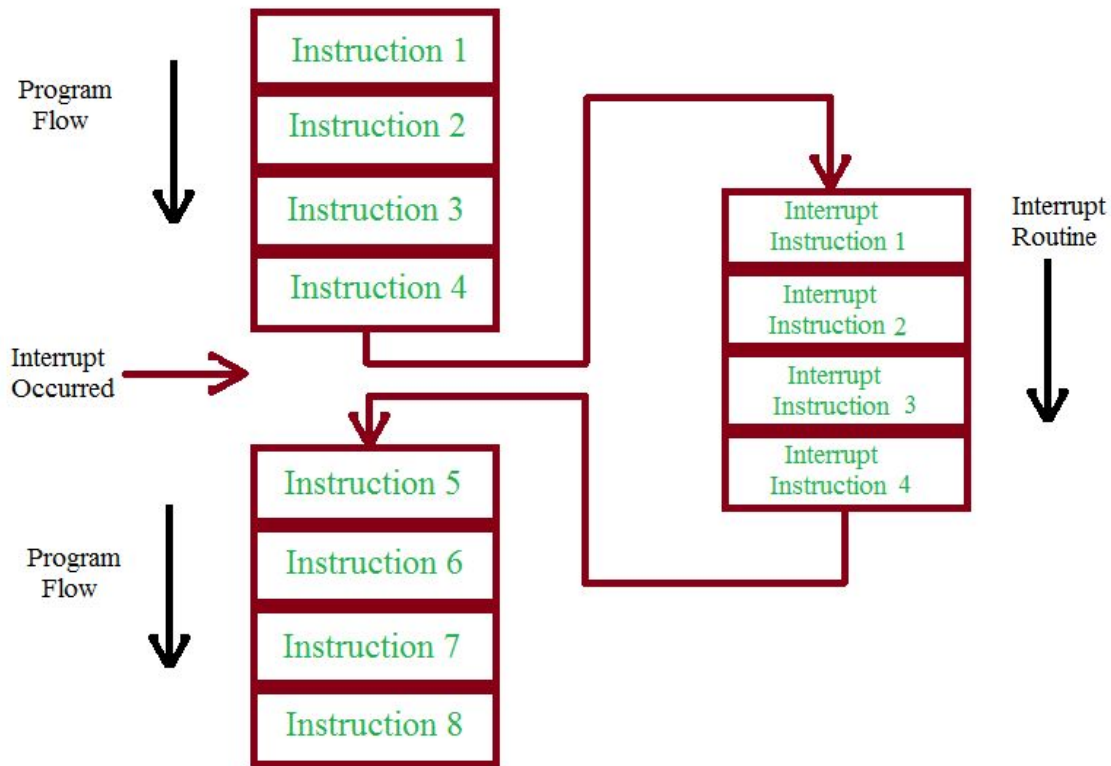 Program
Flow
Instruction 1
Instruction 2
Instruction 3
Instruction 4
Interrupt
Occurred
Interrupt
Instruction 1
Interrupt
Instruction 2
Interrupt
Instruction 3
Interrupt
Instruction 4
Interrupt
Routine
Program
Flow
Instruction 5
Instruction 6
Instruction 7
Instruction 8